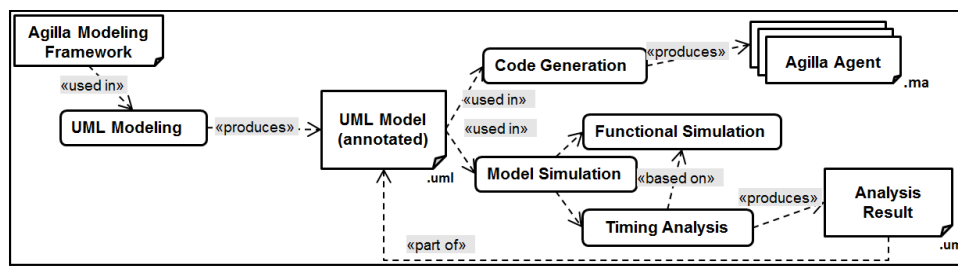 Agilla Modeling
Framework
«used in»
UML Modeling
«produces»
UML Model
(annotated)
.uml
«used in»
Code Generation
«produces»
Agilla Agent
.ma
«used in»
Model Simulation
Functional Simulation
«based on»
Timing Analysis
«produces»
Analysis
Result
«part of»